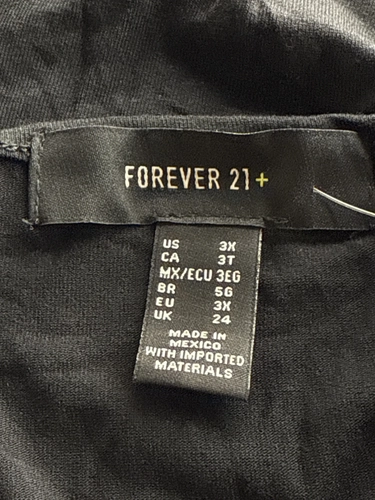 FOREVER 21+
US 3X
CA 3T
MX/ECU 3EG
BR 5G
EU 3X
UK 24
MADE IN
MEXICO
WITH IMPORTED
MATERIALS